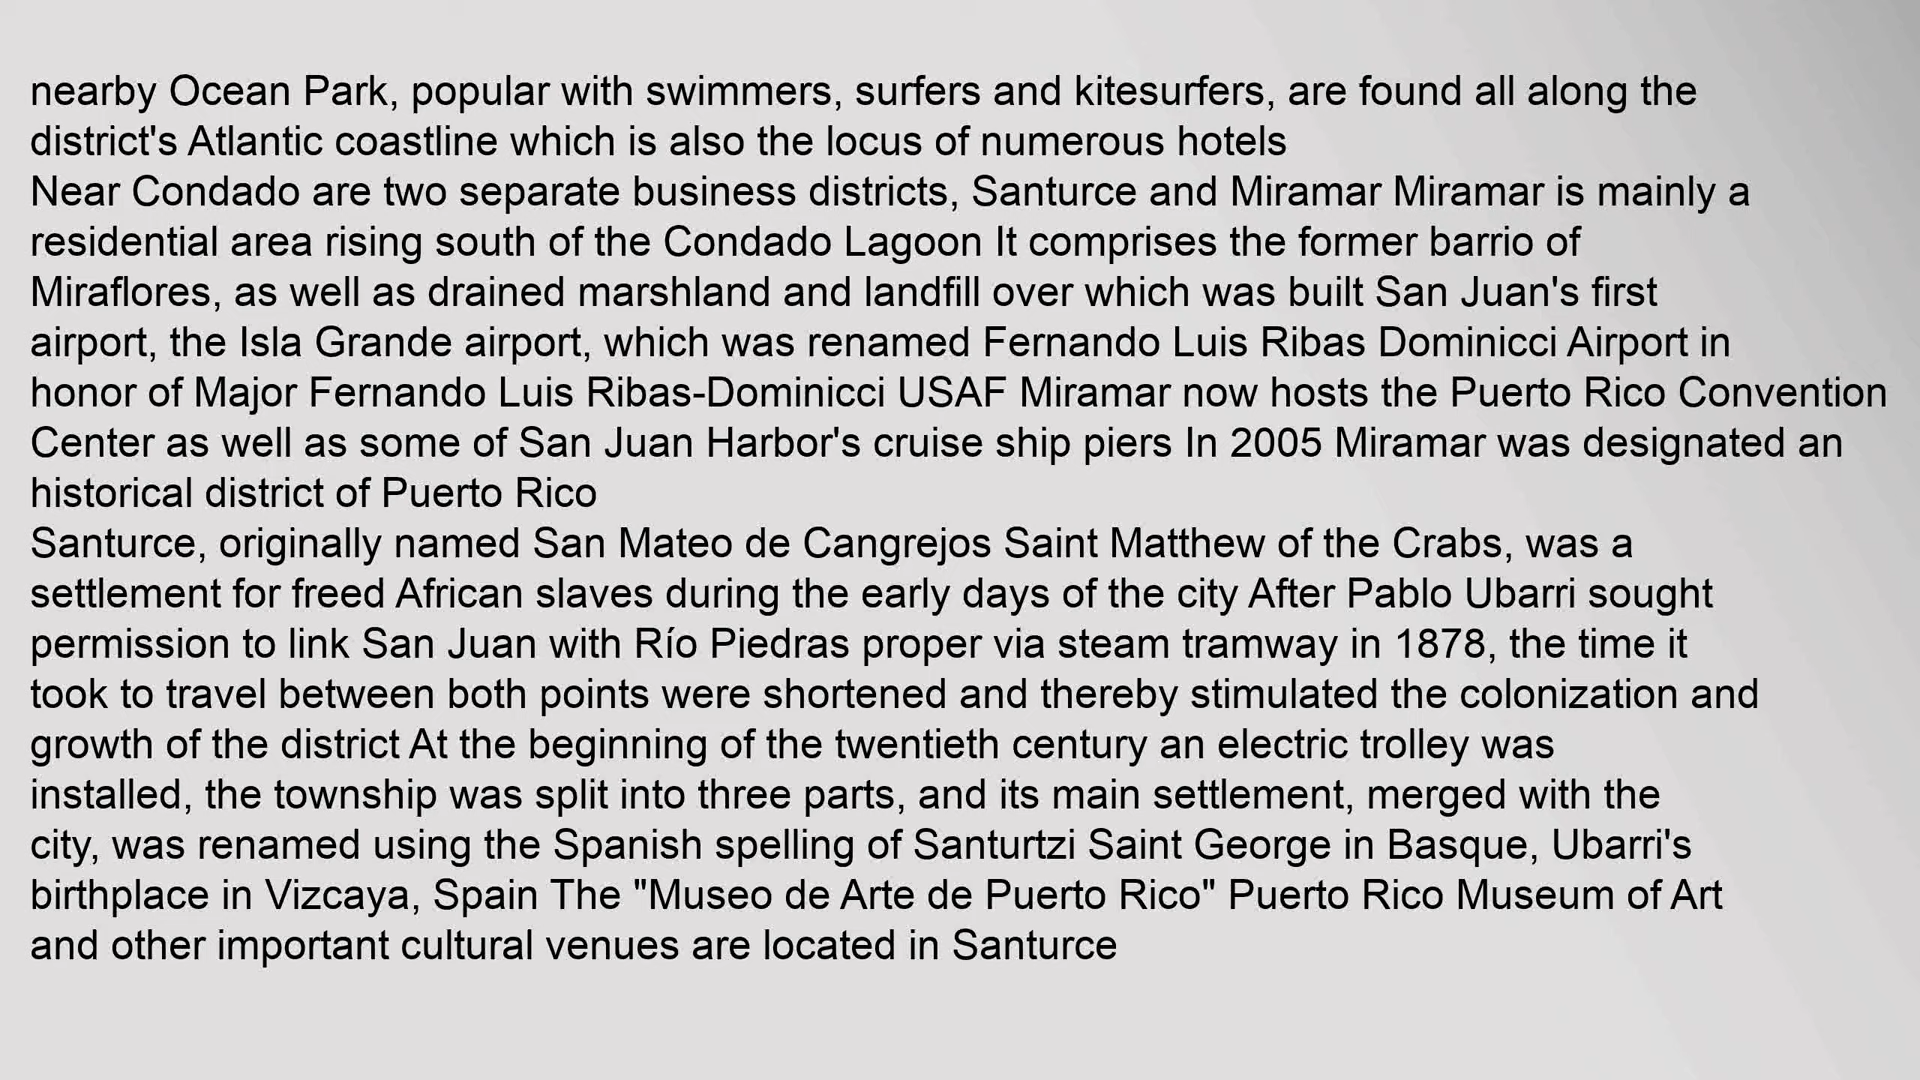 nearby Ocean Park, popular with swimmers, surfers and kitesurfers, are found all along the
district's Atlantic coastline which is also the locus of numerous hotels
Near Condado are two separate business districts, Santurce and Miramar Miramar is mainly a
residential area rising south of the Condado Lagoon It comprises the former barrio of
Miraflores, as well as drained marshland and landfill over which was built San Juan's first
airport, the Isla Grande airport, which was renamed Fernando Luis Ribas Dominicci Airport in
honor of Major Fernando Luis Ribas-Dominicci USAF Miramar now hosts the Puerto Rico Convention
Center as well as some of San Juan Harbor's cruise ship piers In 2005 Miramar was designated an
historical district of Puerto Rico
Santurce, originally named San Mateo de Cangrejos Saint Matthew of the Crabs, was a
settlement for freed African slaves during the early days of the city After Pablo Ubarri sought
permission to link San Juan with Río Piedras proper via steam tramway in 1878, the time it
took to travel between both points were shortened and thereby stimulated the colonization and
growth of the district At the beginning of the twentieth century an electric trolley was
installed, the township was split into three parts, and its main settlement, merged with the
city, was renamed using the Spanish spelling of Santurtzi Saint George in Basque, Ubarri's
birthplace in Vizcaya, Spain The "Museo de Arte de Puerto Rico" Puerto Rico Museum of Art
and other important cultural venues are located in Santurce